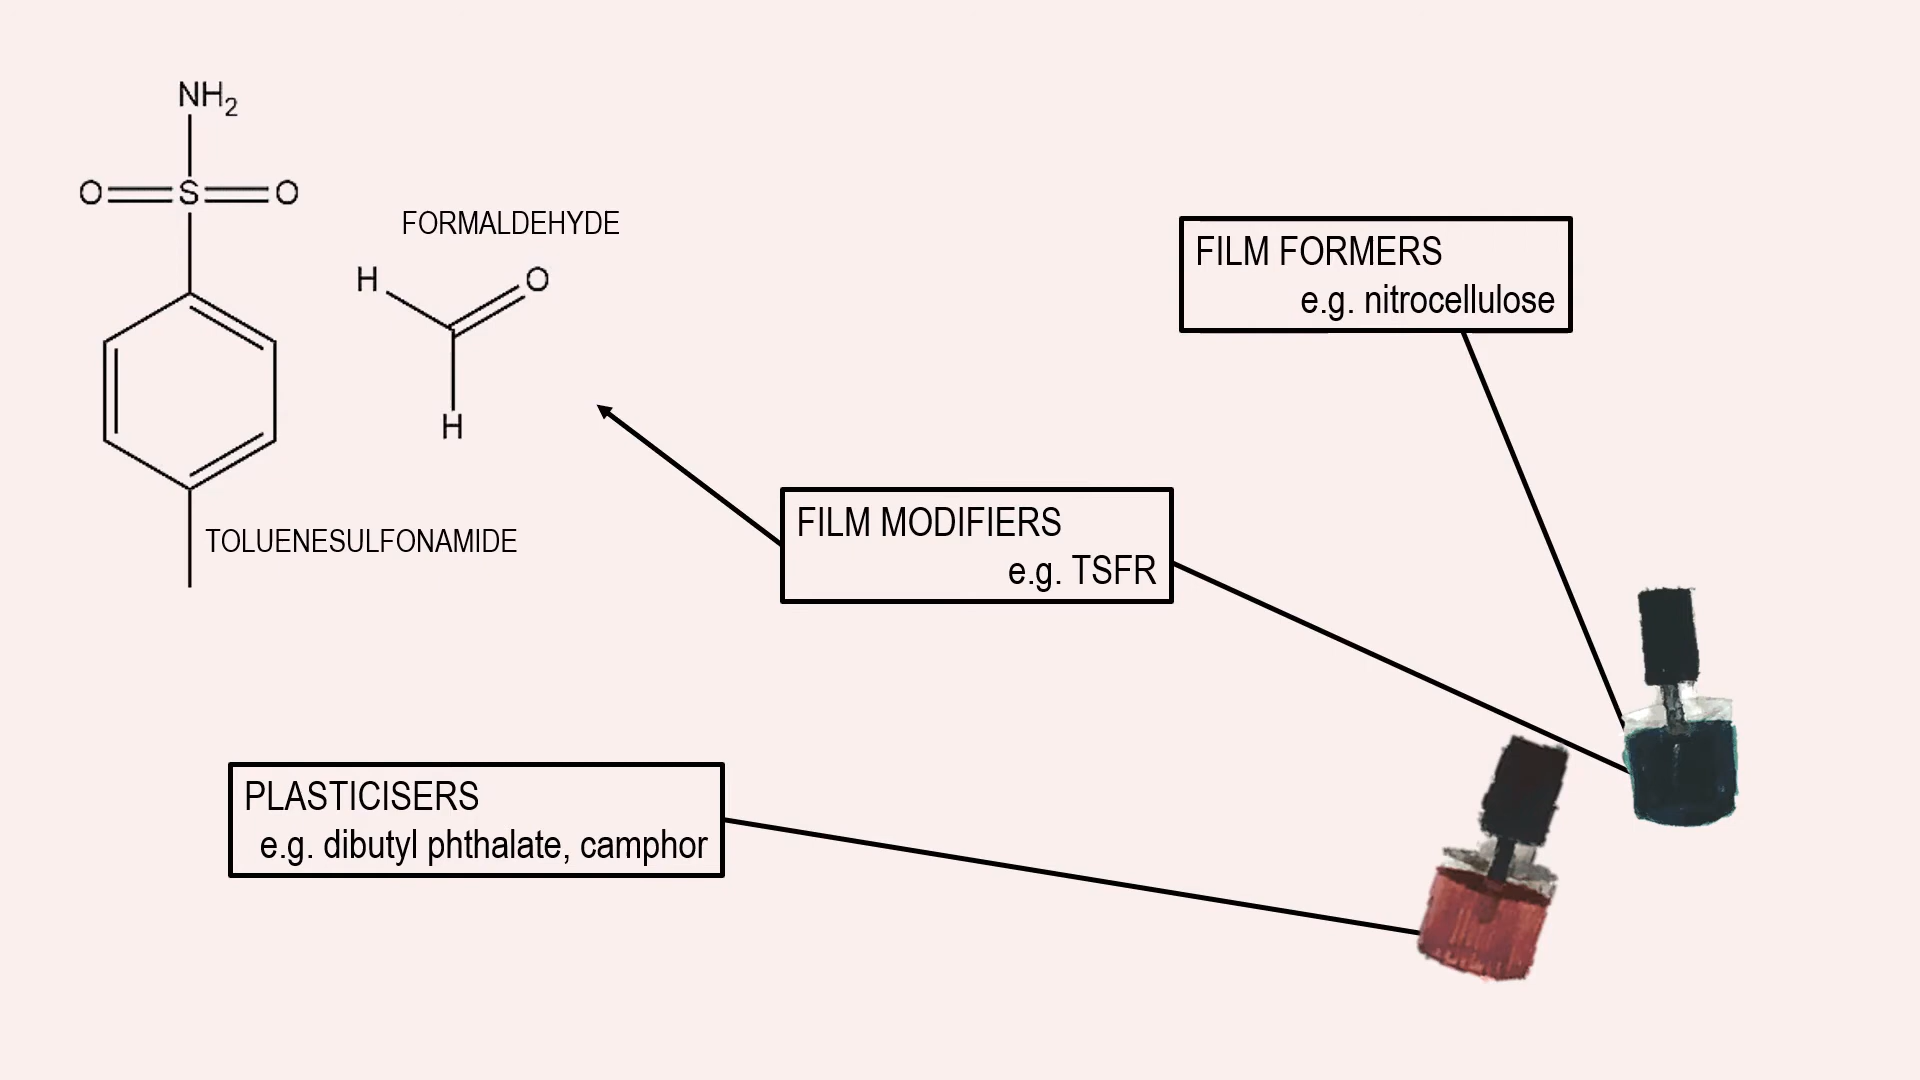 NH2
O S O
FORMALDEHYDE
H O
H
TOLUENESULFONAMIDE
FILM FORMERS
e.g. nitrocellulose
FILM MODIFIERS
e.g. TSFR
PLASTICISERS
e.g. dibutyl phthalate, camphor